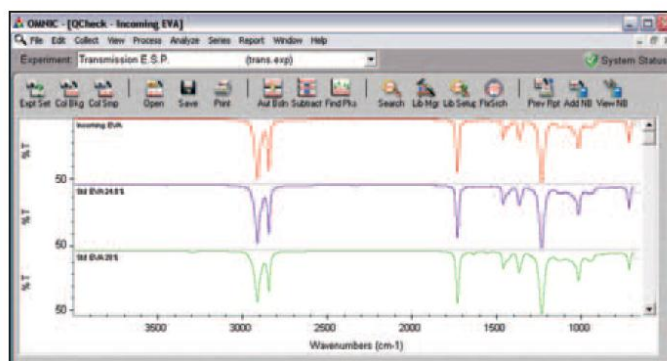 OMNIC - [QCheck - Incoming EVA]
File Edit Collect View Process Analyze Series Report Window Help
Experiment: Transmission E.S.P. (trans.exp) System Status
Expt Set Col Bkg Col Smp Open Save Print Aut Bsln Subtract Find Pks Search Lib Mgr Lib Setup Prev Rpt Add NB View NB
Incoming EVA
%T
50
Std EVA 24.8%
%T
50
Std EVA 28%
%T
50
3500 3000 2500 2000 1500 1000
Wavenumbers (cm-1)